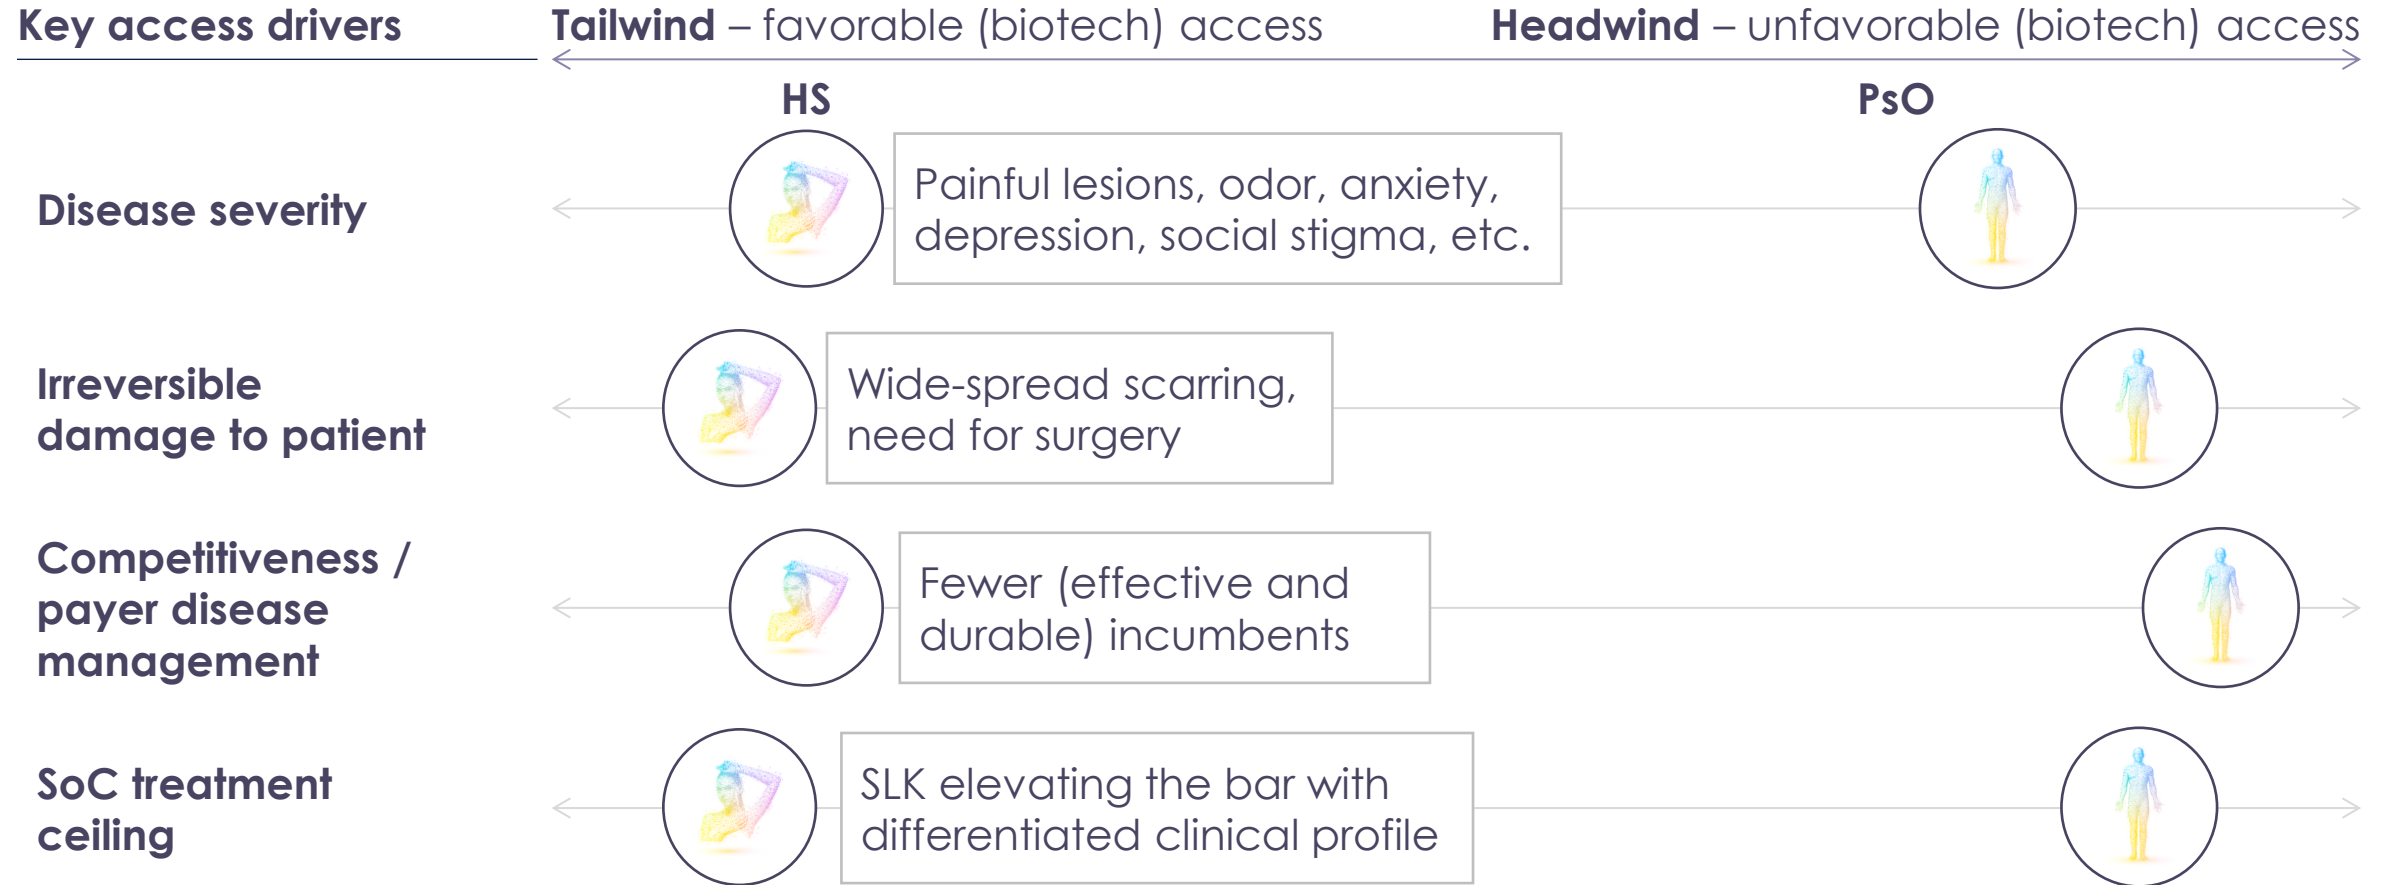 Key access drivers
Tailwind – favorable (biotech) access
Headwind – unfavorable (biotech) access
HS
PsO
Disease severity
Painful lesions, odor, anxiety,
depression, social stigma, etc.
Irreversible
damage to patient
Wide-spread scarring,
need for surgery
Competitiveness /
payer disease
management
Fewer (effective and
durable) incumbents
SoC treatment
ceiling
SLK elevating the bar with
differentiated clinical profile